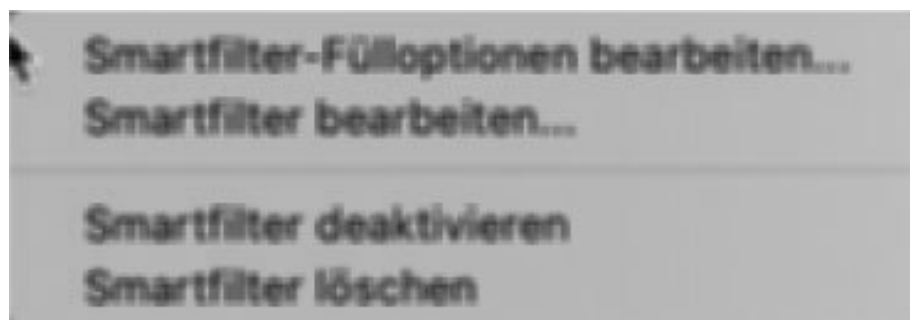 Smartfilter-Fülloptionen bearbeiten...
Smartfilter bearbeiten...
Smartfilter deaktivieren
Smartfilter löschen